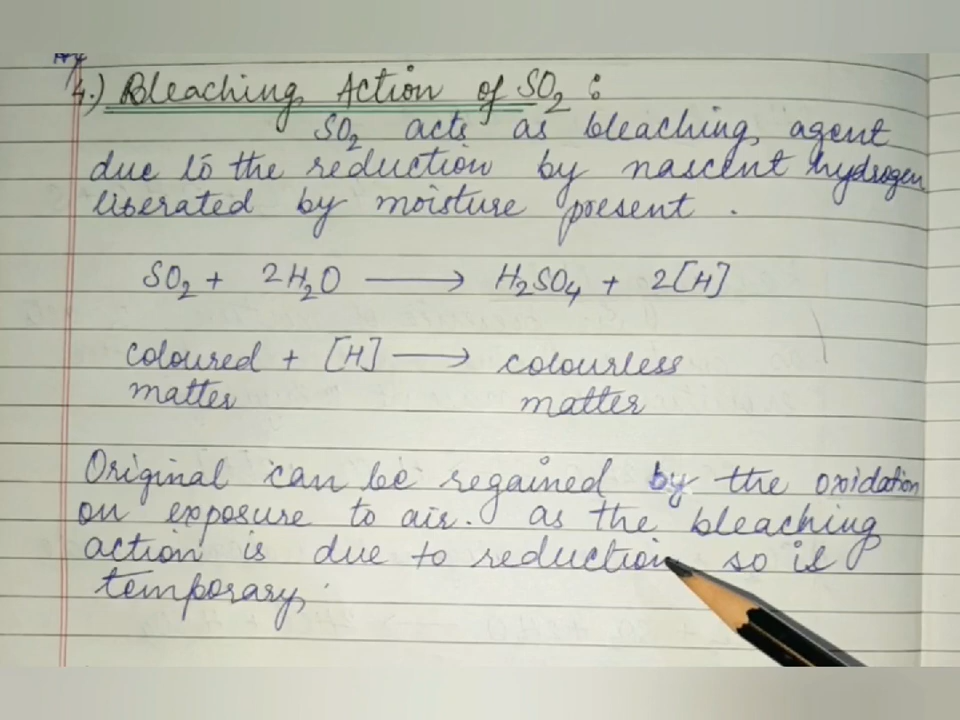 4.) Bleaching Action of SO₂ :
SO₂ acts as bleaching agent
due to the reduction by nascent hydrogen
liberated by moisture present .
SO₂ + 2H₂O ⟶ H₂SO₄ + 2[H]
coloured + [H] ⟶ colourless
matter matter
Original can be regained by the oxidation
on exposure to air. as the bleaching
action is due to reduction so it
temporary.